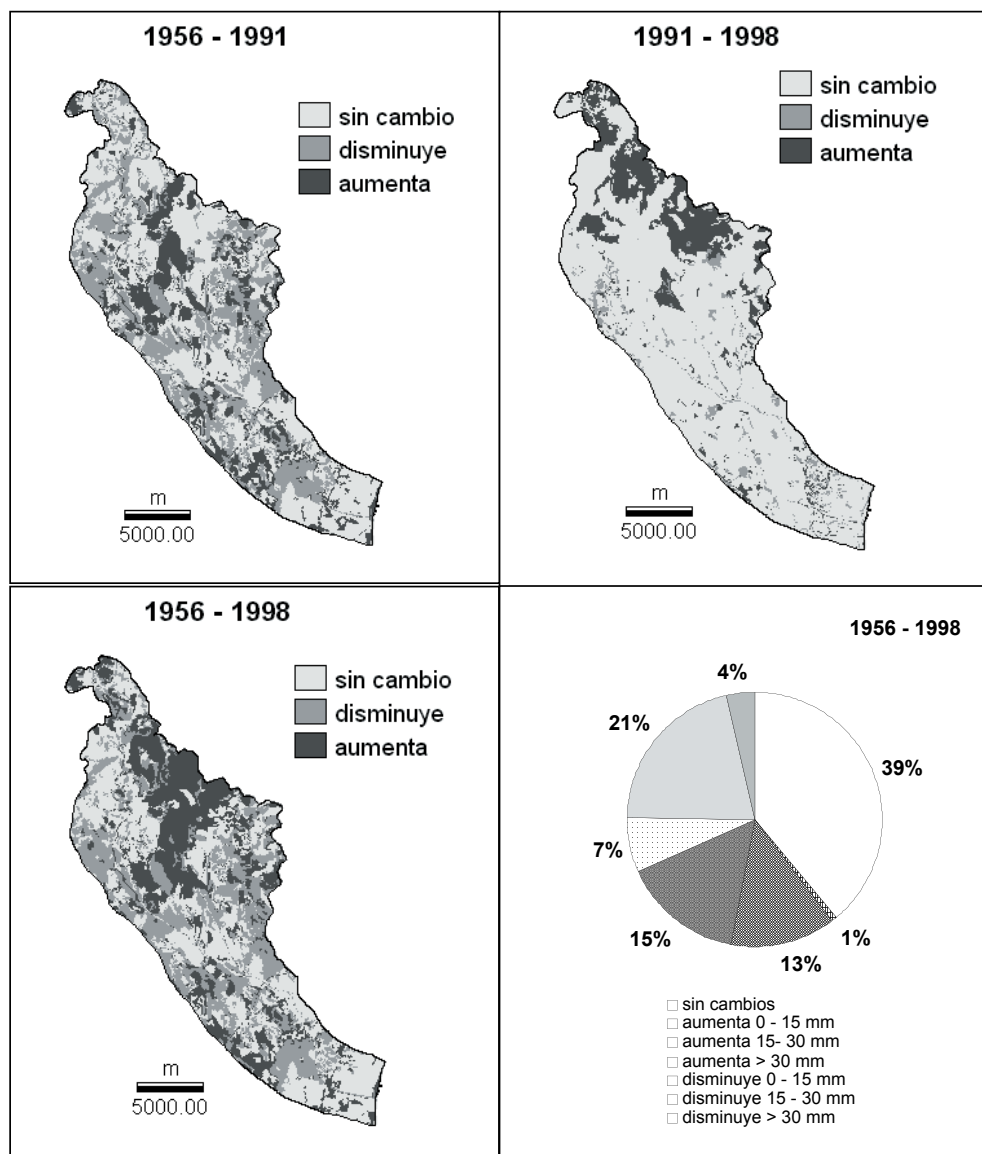 1956 - 1991
sin cambio
disminuye
aumenta
m
5000.00
1991 - 1998
sin cambio
disminuye
aumenta
m
5000.00
1956 - 1998
sin cambio
disminuye
aumenta
m
5000.00
1956 - 1998
4%
21%
39%
7%
15%
13%
1%
sin cambios
aumenta 0 - 15 mm
aumenta 15- 30 mm
aumenta > 30 mm
disminuye 0 - 15 mm
disminuye 15 - 30 mm
disminuye > 30 mm